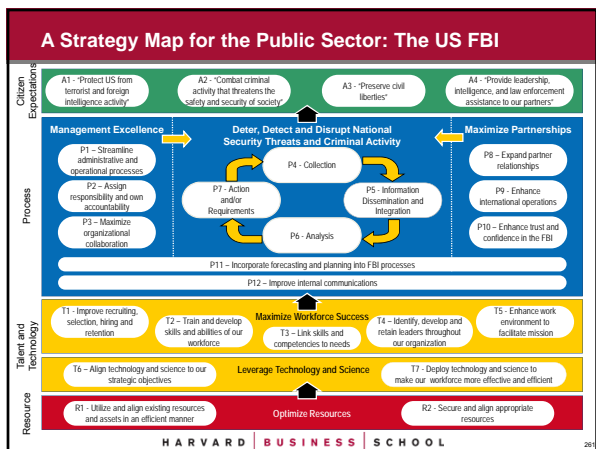 A Strategy Map for the Public Sector: The US FBI
Citizen
Expectations
A1 - "Protect US from
terrorist and foreign
intelligence activity"
A2 – "Combat criminal
activity that threatens the
safety and security of society"
A3 – "Preserve civil
liberties"
A4 – "Provide leadership,
intelligence, and law enforcement
assistance to our partners"
Process
Management Excellence
P1 – Streamline
administrative and
operational processes
P2 – Assign
responsibility and own
accountability
P3 – Maximize
organizational
collaboration
Deter, Detect and Disrupt National
Security Threats and Criminal Activity
P4 - Collection
P5 - Information
Dissemination and
Integration
P6 - Analysis
P7 - Action
and/or
Requirements
Maximize Partnerships
P8 – Expand partner
relationships
P9 – Enhance
international operations
P10 – Enhance trust and
confidence in the FBI
P11 – Incorporate forecasting and planning into FBI processes
P12 – Improve internal communications
Talent and
Technology
Maximize Workforce Success
T1 – Improve recruiting,
selection, hiring and
retention
T2 – Train and develop
skills and abilities of our
workforce
T3 – Link skills and
competencies to needs
T4 – Identify, develop and
retain leaders throughout
our organization
T5 – Enhance work
environment to
facilitate mission
T6 – Align technology and science to our
strategic objectives
Leverage Technology and Science
T7 – Deploy technology and science to
make our workforce more effective and efficient
Resource
R1 - Utilize and align existing resources
and assets in an efficient manner
Optimize Resources
R2 – Secure and align appropriate
resources
HARVARD | BUSINESS | SCHOOL
261